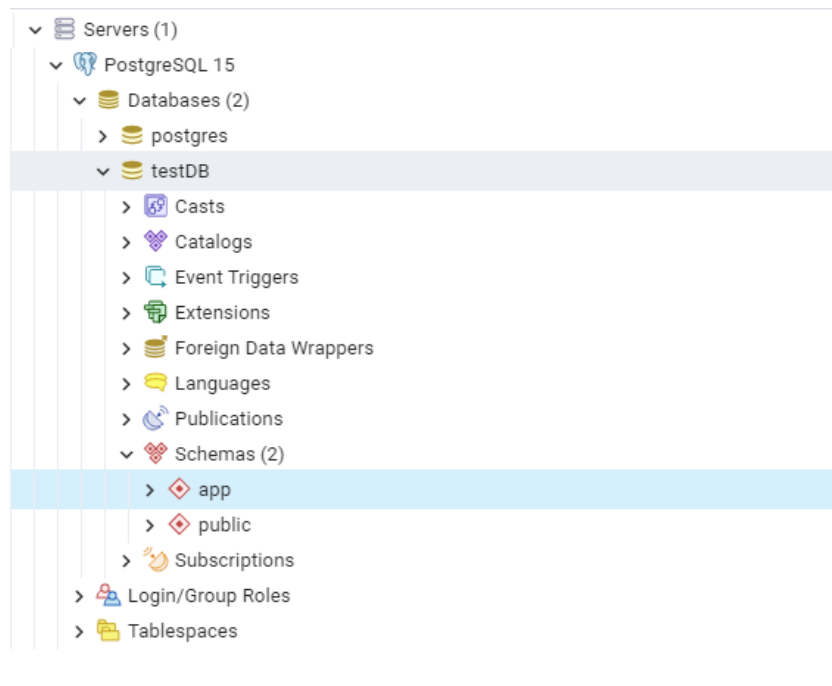 Servers (1)
PostgreSQL 15
Databases (2)
postgres
testDB
Casts
Catalogs
Event Triggers
Extensions
Foreign Data Wrappers
Languages
Publications
Schemas (2)
app
public
Subscriptions
Login/Group Roles
Tablespaces